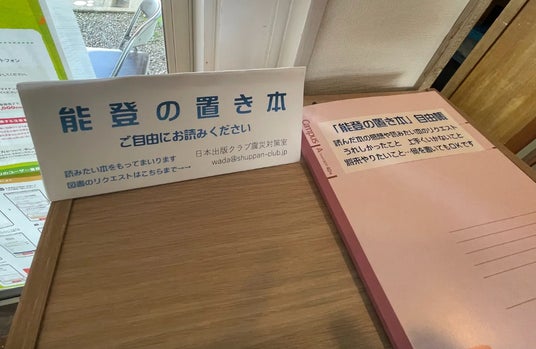 能登の置き本
ご自由にお読みください
日本出版クラブ震災対策室
wada@shuppan-club.jp
読みたい本をもってまいります
図書のリクエストはこちらまで…→
Campus
「能登の置き本」自由帳
読んだ本の感想や読みたい本のリクエスト、
うれしかったこと 上手くいけないこと
将来やりたいこと…何を書いてもOKです